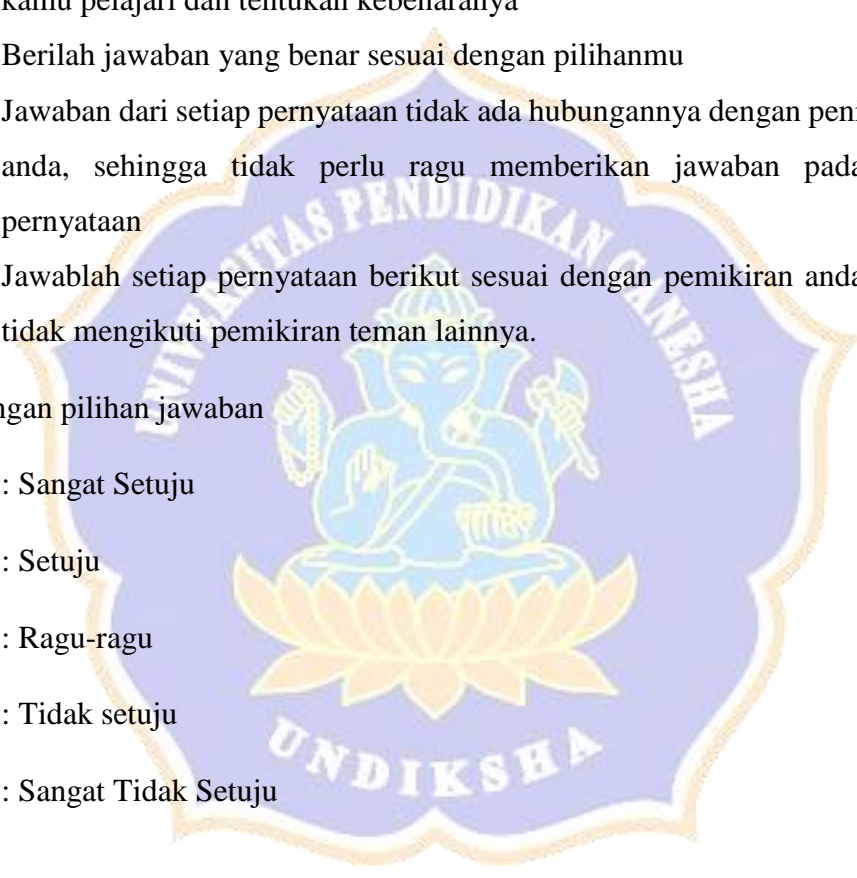 kamu pelajari dan tentukan kebenaranya
Berilah jawaban yang benar sesuai dengan pilihanmu
Jawaban dari setiap pernyataan tidak ada hubungannya dengan
anda, sehingga tidak perlu ragu memberikan jawaban pada
pernyataan
Jawablah setiap pernyataan berikut sesuai dengan pemikiran anda
tidak mengikuti pemikiran teman lainnya.
pilihan jawaban
: Sangat Setuju
: Setuju
: Ragu-ragu
: Tidak setuju
: Sangat Tidak Setuju
UNIVERSITAS PENDIDIKAN GANESHA
UNDIKSHA